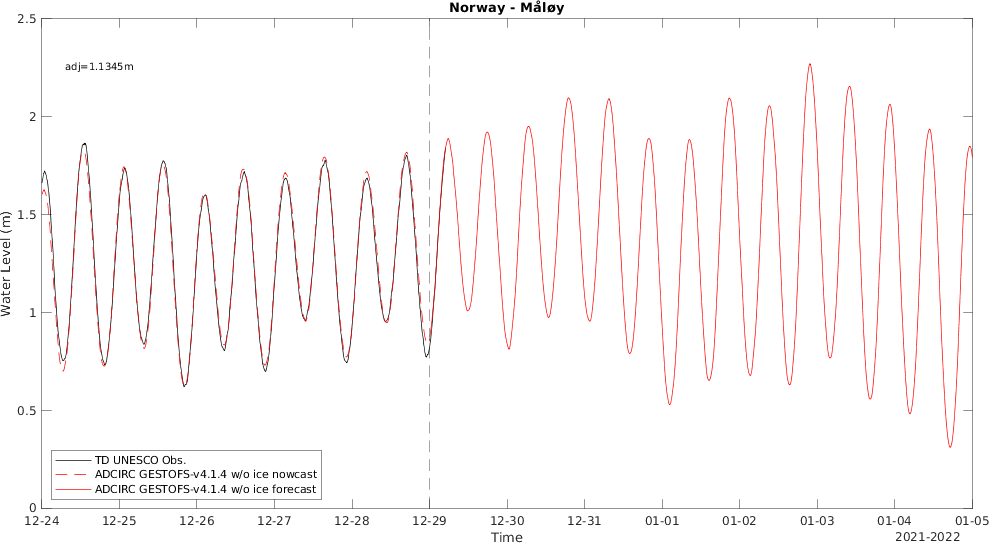 Norway - Måløy
2.5
adj=1.1345m
2
1.5
Water Level (m)
1
0.5
TD UNESCO Obs.
ADCIRC GESTOFS-v4.1.4 w/o ice nowcast
ADCIRC GESTOFS-v4.1.4 w/o ice forecast
0
12-24 12-25 12-26 12-27 12-28 12-29 12-30 12-31 01-01 01-02 01-03 01-04 01-05
Time
2021-2022